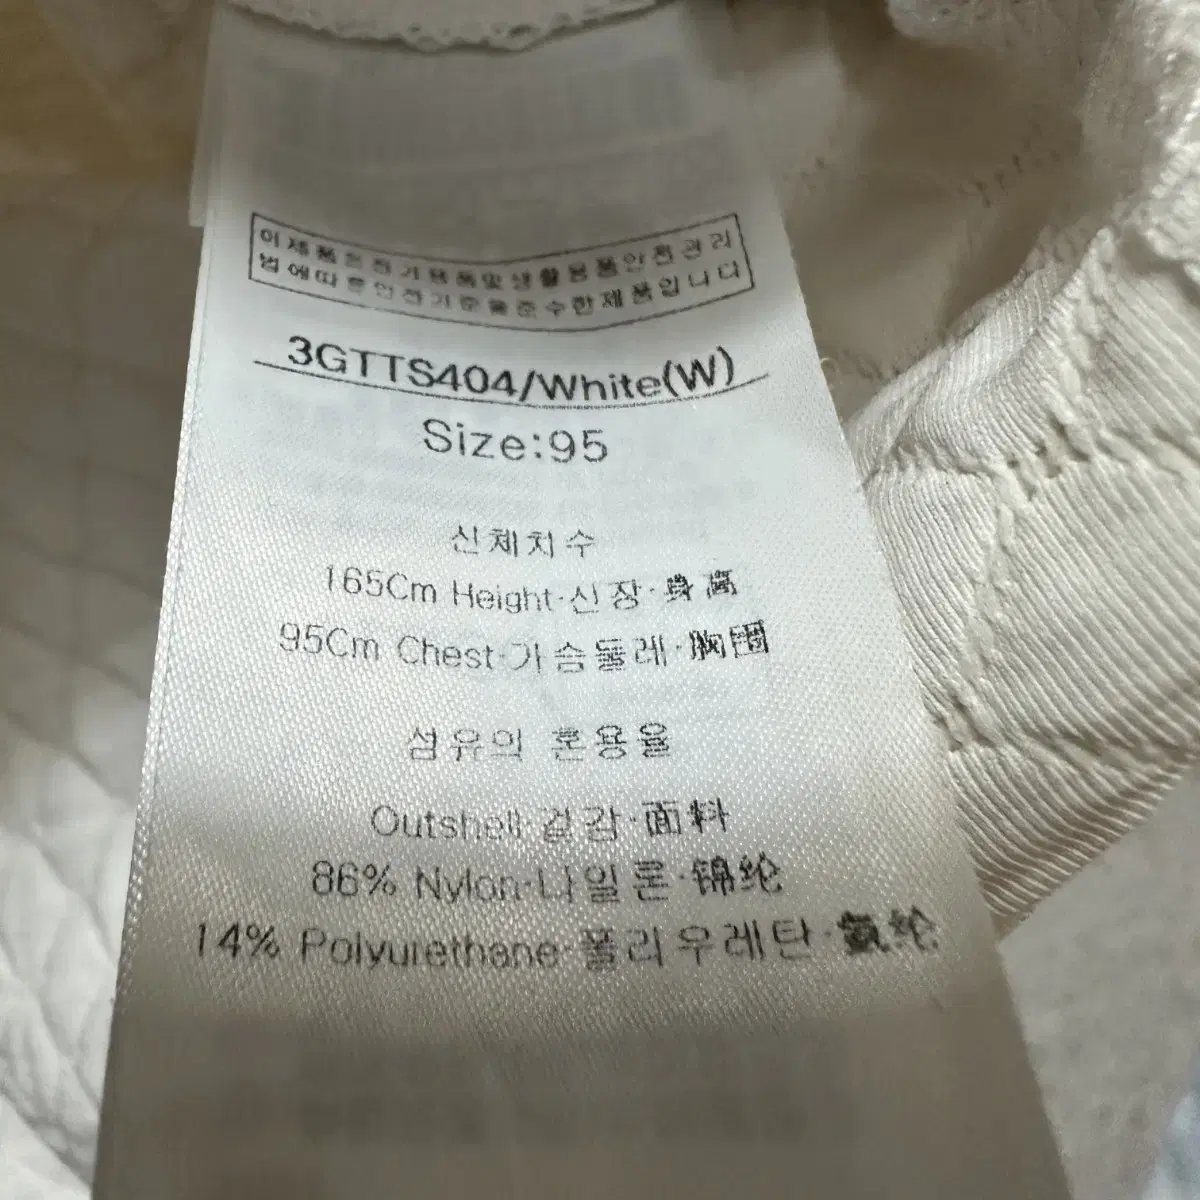 이제품은전기용품및생활용품안전관리
법에따른안전기준을준수한제품입니다
3GTTS404/White(W)
Size:95
신체치수
165Cm Height·신장·身高
95Cm Chest·가슴둘레·胸围
섬유의 혼용율
Outshell·겉감·面料
86% Nylon·나일론·锦纶
14% Polyurethane·폴리우레탄·氨纶